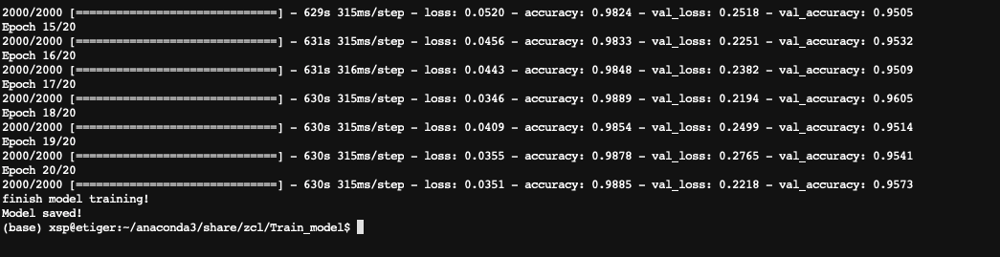 2000/2000 [==============================] - 629s 315ms/step - loss: 0.0520 - accuracy: 0.9824 - val_loss: 0.2518 - val_accuracy: 0.9505
Epoch 15/20
2000/2000 [==============================] - 631s 315ms/step - loss: 0.0456 - accuracy: 0.9833 - val_loss: 0.2251 - val_accuracy: 0.9532
Epoch 16/20
2000/2000 [==============================] - 631s 316ms/step - loss: 0.0443 - accuracy: 0.9848 - val_loss: 0.2382 - val_accuracy: 0.9509
Epoch 17/20
2000/2000 [==============================] - 630s 315ms/step - loss: 0.0346 - accuracy: 0.9889 - val_loss: 0.2194 - val_accuracy: 0.9605
Epoch 18/20
2000/2000 [==============================] - 630s 315ms/step - loss: 0.0409 - accuracy: 0.9854 - val_loss: 0.2499 - val_accuracy: 0.9514
Epoch 19/20
2000/2000 [==============================] - 630s 315ms/step - loss: 0.0355 - accuracy: 0.9878 - val_loss: 0.2765 - val_accuracy: 0.9541
Epoch 20/20
2000/2000 [==============================] - 630s 315ms/step - loss: 0.0351 - accuracy: 0.9885 - val_loss: 0.2218 - val_accuracy: 0.9573
finish model training!
Model saved!
(base) xsp@etiger:~/anaconda3/share/zcl/Train_model$